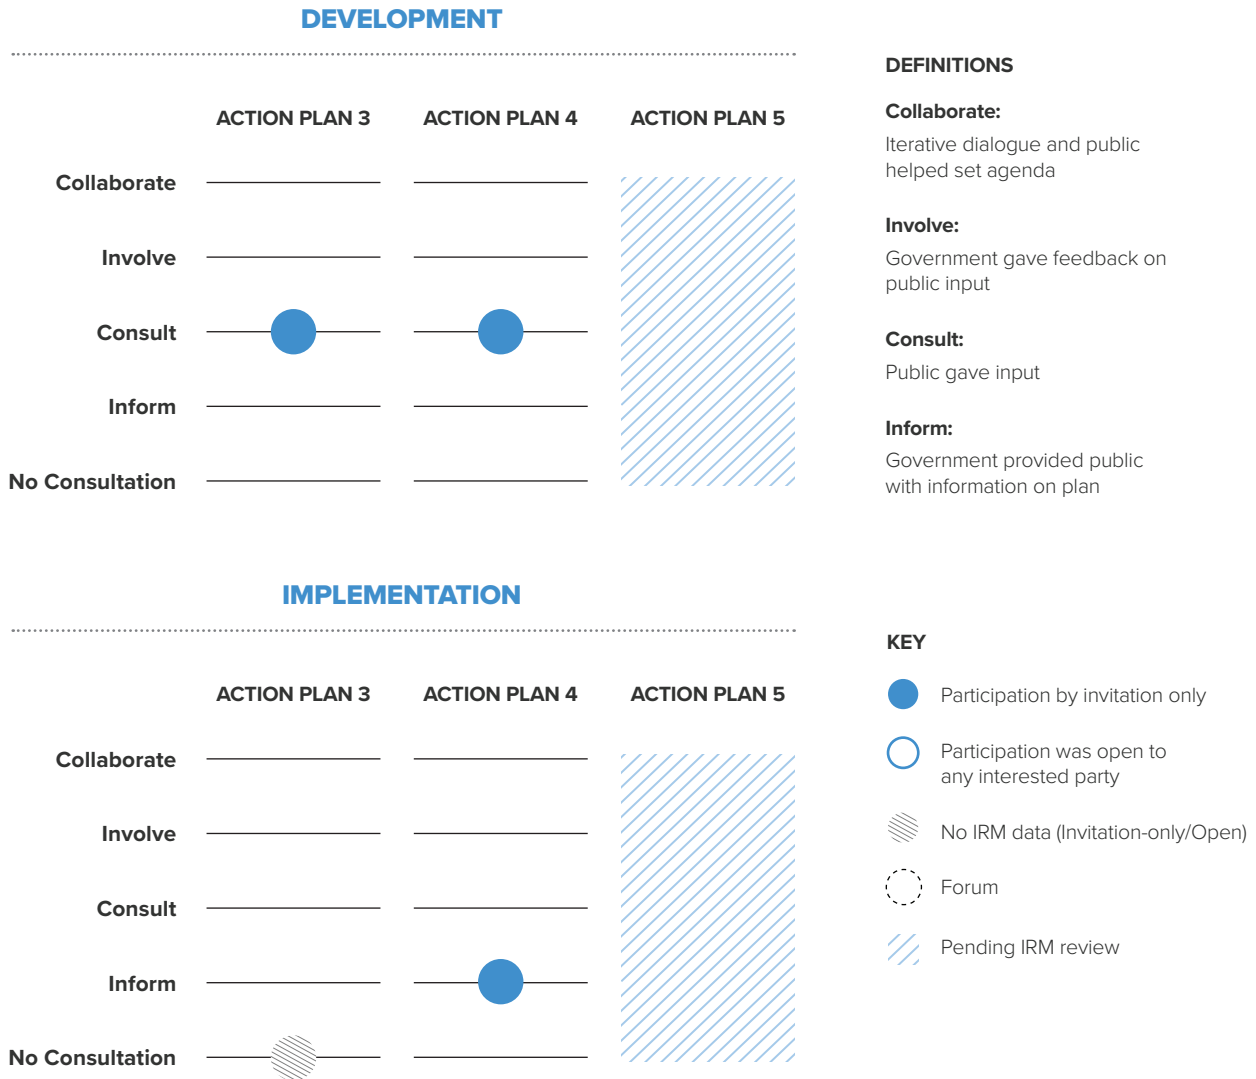 DEVELOPMENT
ACTION PLAN 3
ACTION PLAN 4
ACTION PLAN 5
Collaborate
Involve
Consult
Inform
No Consultation
DEFINITIONS
Collaborate:
Iterative dialogue and public
helped set agenda
Involve:
Government gave feedback on
public input
Consult:
Public gave input
Inform:
Government provided public
with information on plan
IMPLEMENTATION
ACTION PLAN 3
ACTION PLAN 4
ACTION PLAN 5
Collaborate
Involve
Consult
Inform
No Consultation
KEY
Participation by invitation only
Participation was open to
any interested party
No IRM data (Invitation-only/Open)
Forum
Pending IRM review